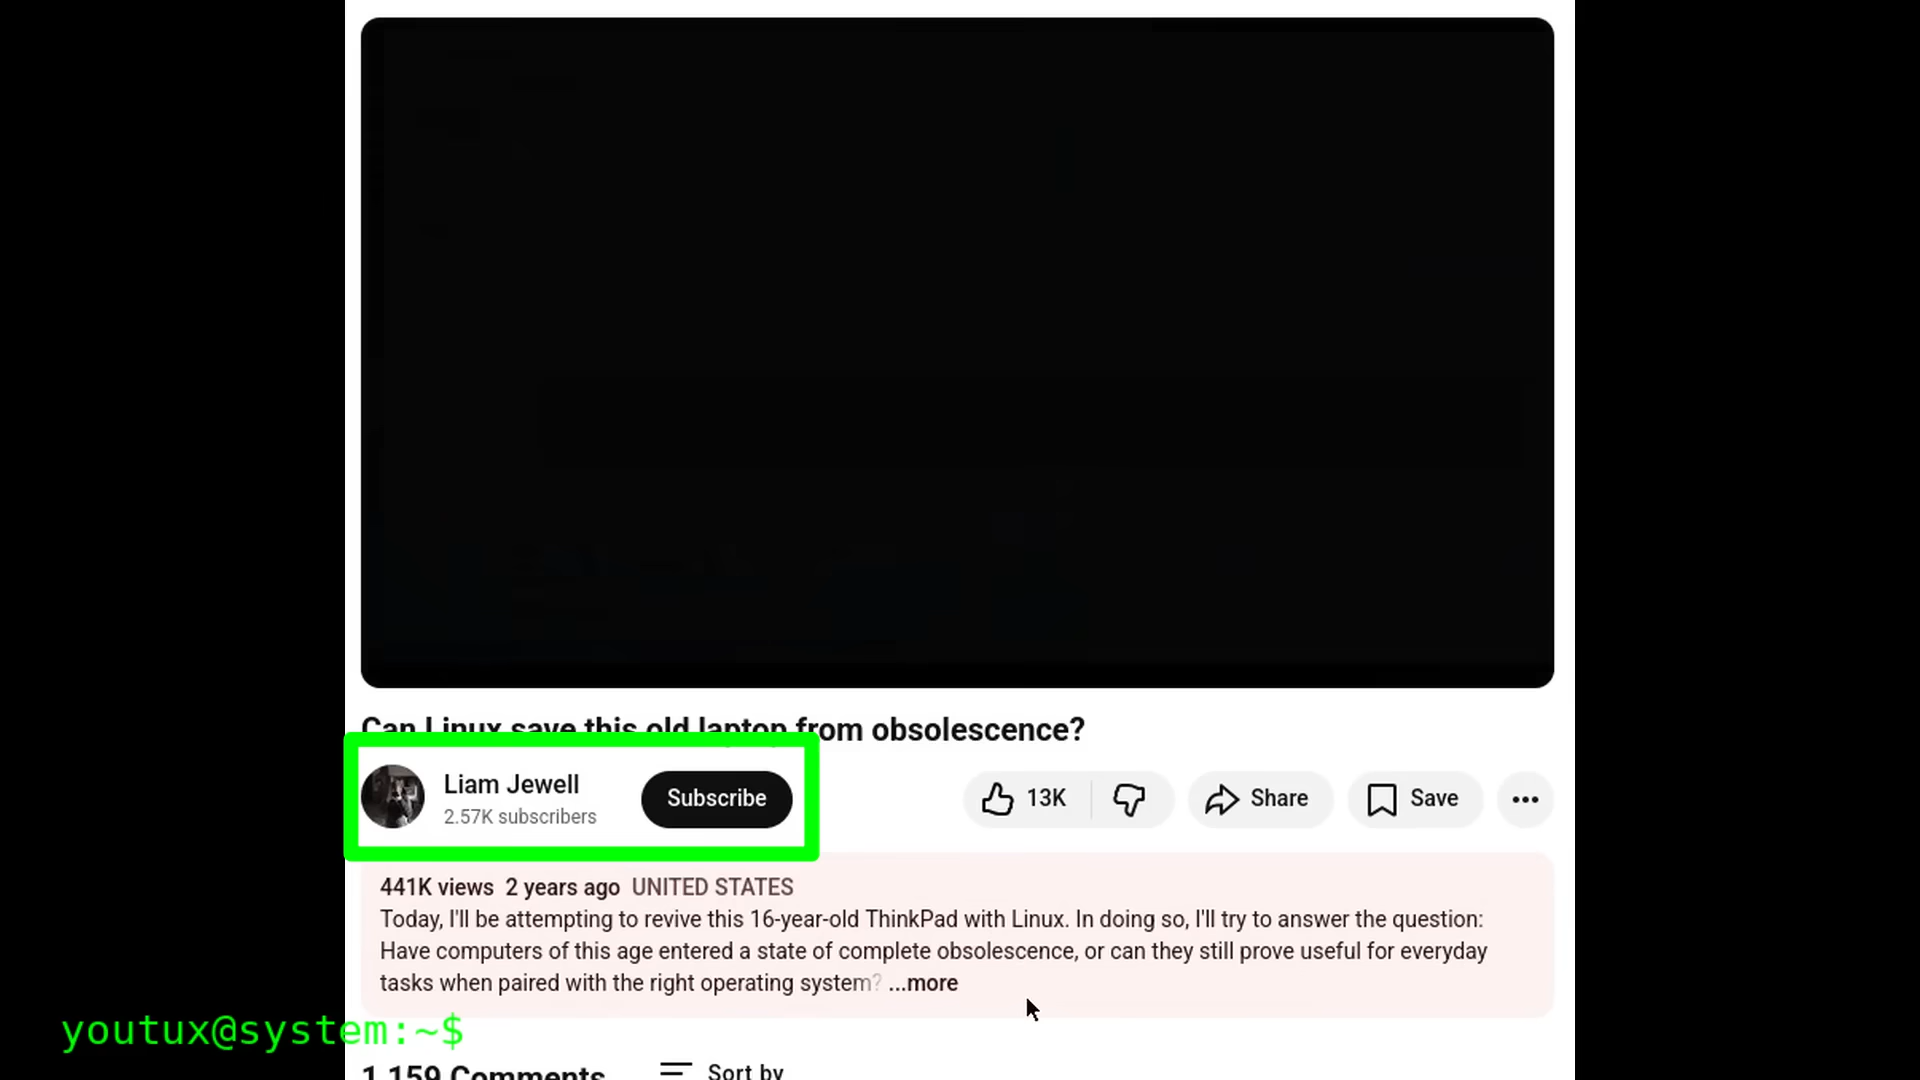 Can Linux save this old laptop from obsolescence?
Liam Jewell
2.57K subscribers
Subscribe
13K
Share
Save
441K views 2 years ago UNITED STATES
Today, I'll be attempting to revive this 16-year-old ThinkPad with Linux. In doing so, I'll try to answer the question:
Have computers of this age entered a state of complete obsolescence, or can they still prove useful for everyday
tasks when paired with the right operating system? ...more
youtux@system:~$
1,159 Comments
Sort by